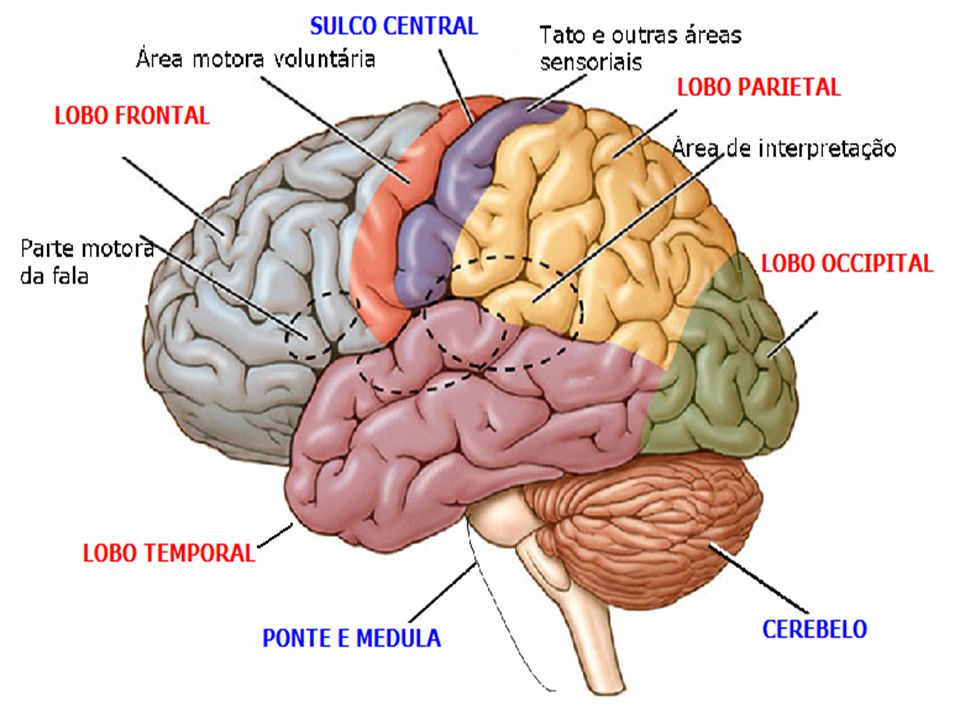 SULCO CENTRAL
Área motora voluntária
Tato e outras áreas
sensoriais
LOBO PARIETAL
LOBO FRONTAL
Área de interpretação
Parte motora
da fala
LOBO OCCIPITAL
LOBO TEMPORAL
PONTE E MEDULA
CEREBELO